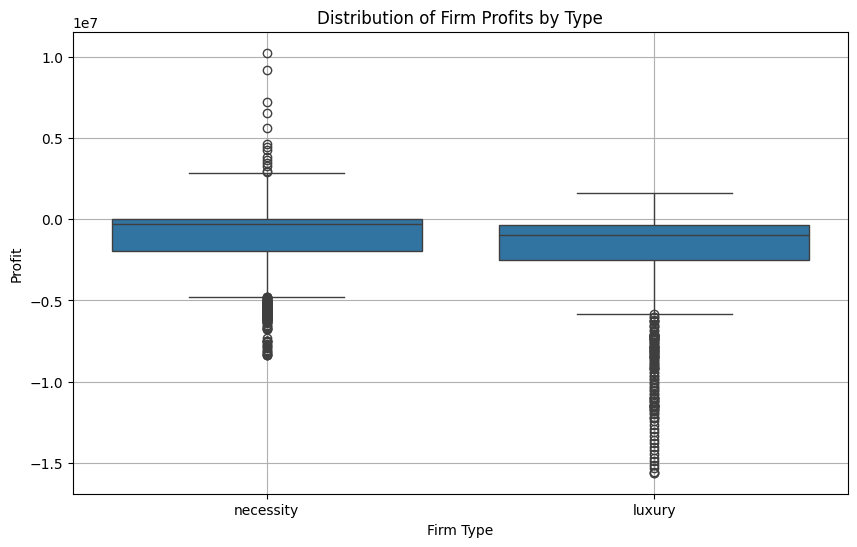 Distribution of Firm Profits by Type
1e7
1.0
0.5
0.0
−0.5
−1.0
−1.5
Profit
necessity
luxury
Firm Type